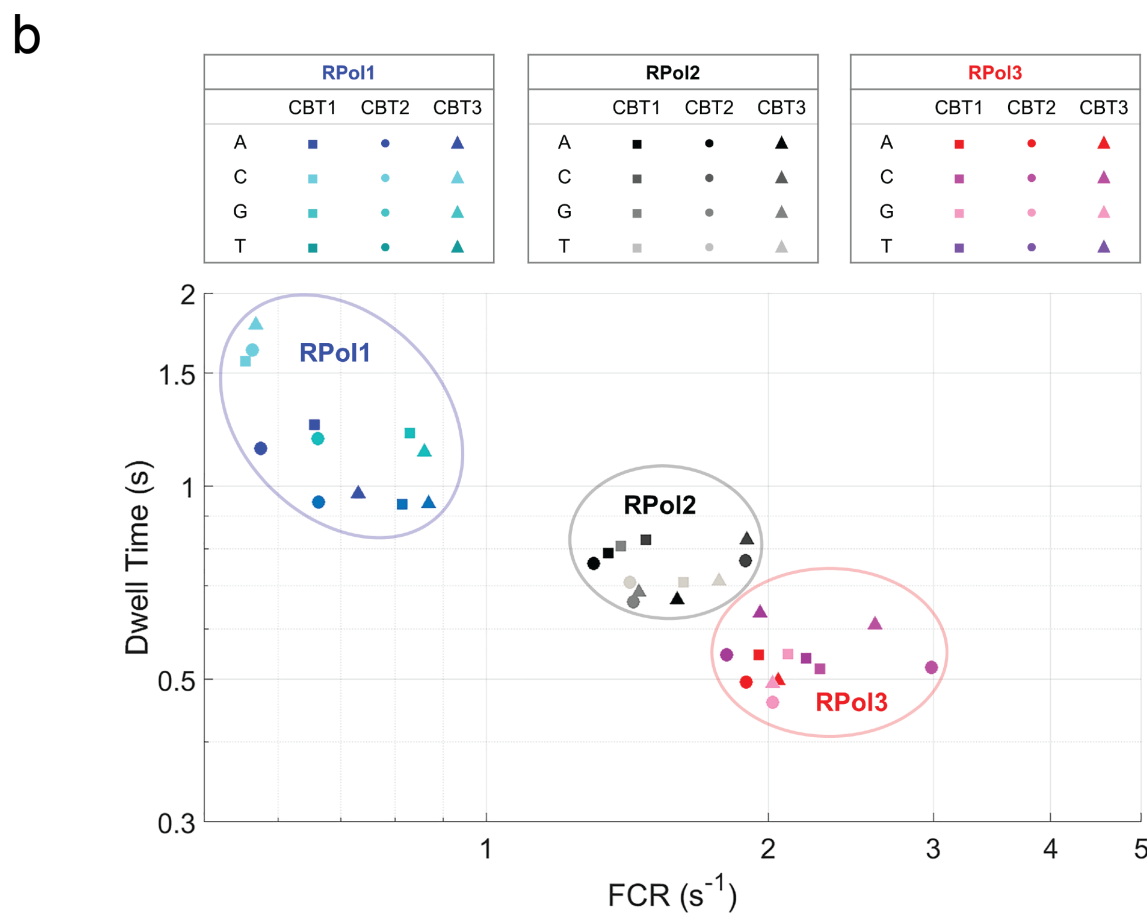 b
RPol1
CBT1 CBT2 CBT3
A
C
G
T
RPol2
CBT1 CBT2 CBT3
A
C
G
T
RPol3
CBT1 CBT2 CBT3
A
C
G
T
2
1.5
1
0.5
0.3
Dwell Time (s)
RPol1
RPol2
RPol3
1 2 3 4 5
FCR (s⁻¹)